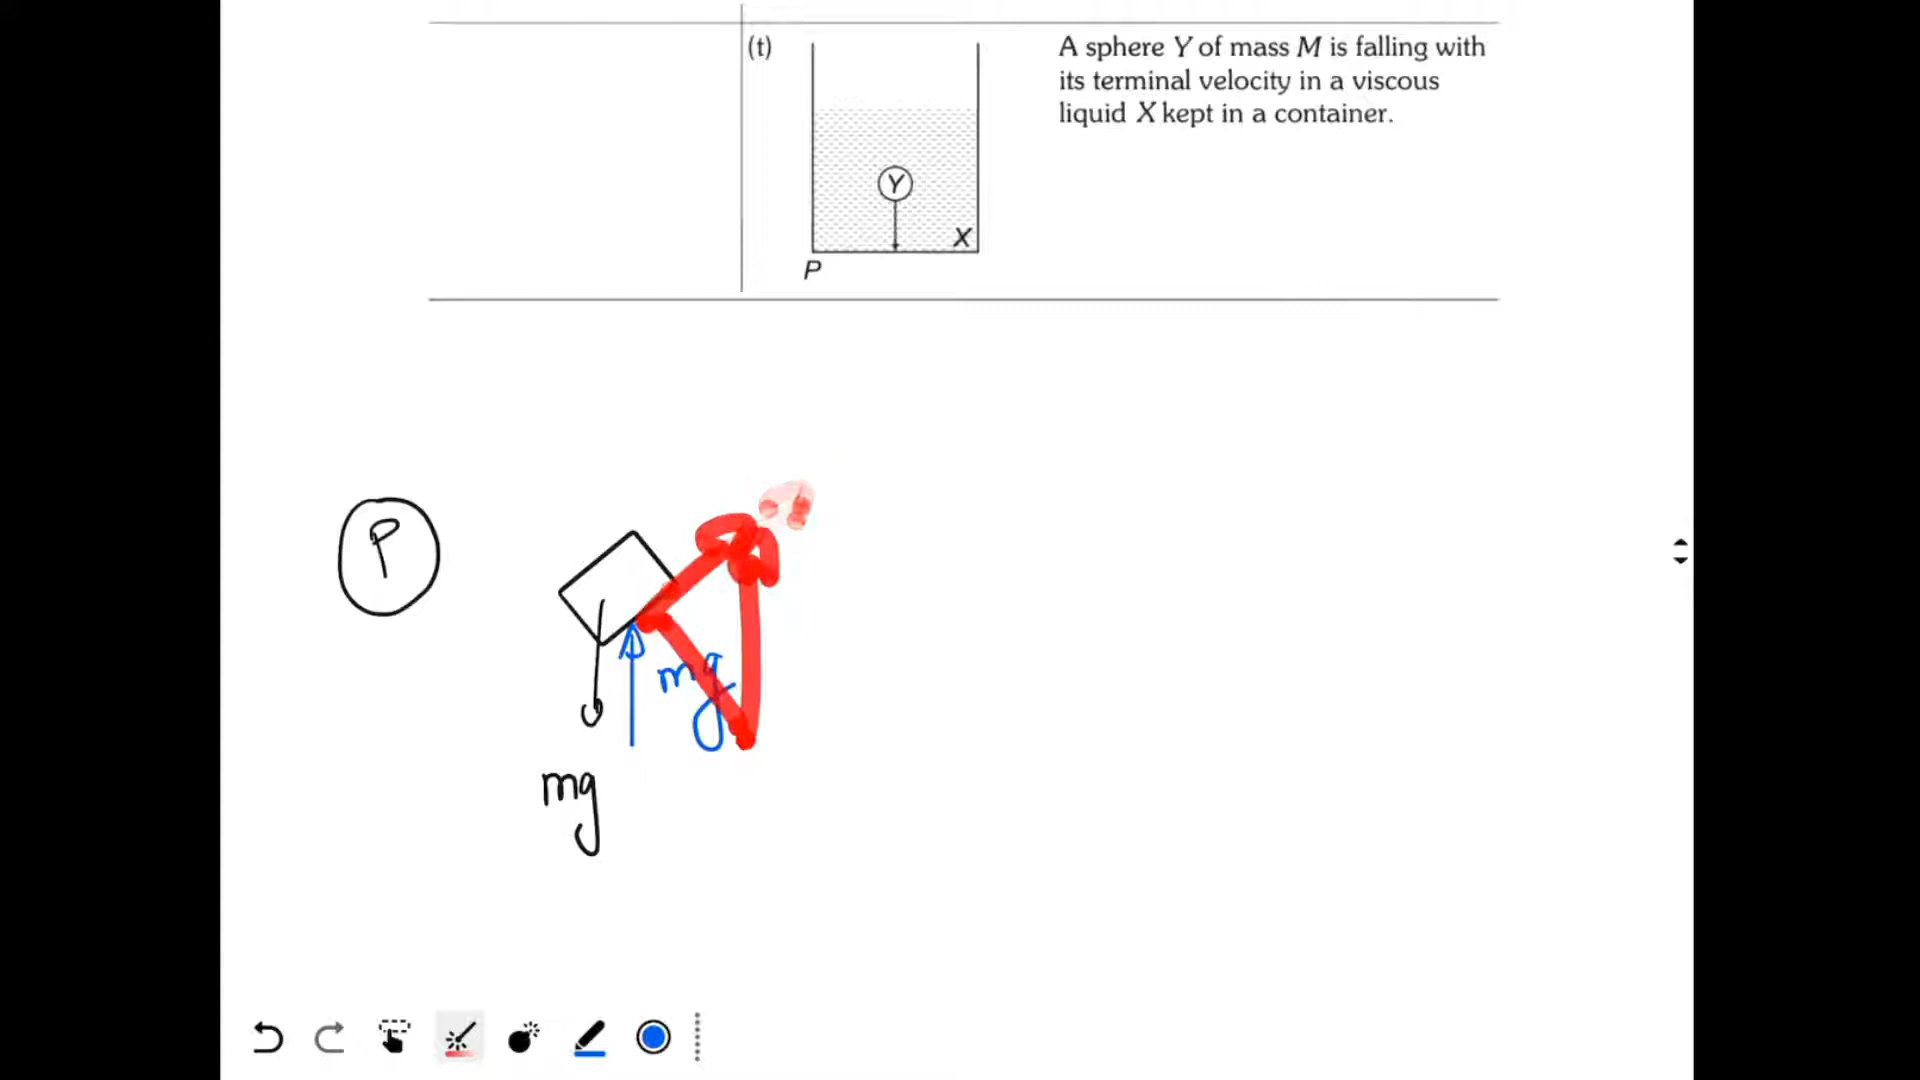 (t)
A sphere Y of mass M is falling with
its terminal velocity in a viscous
liquid X kept in a container.
Y
X
P
P
mg
mg